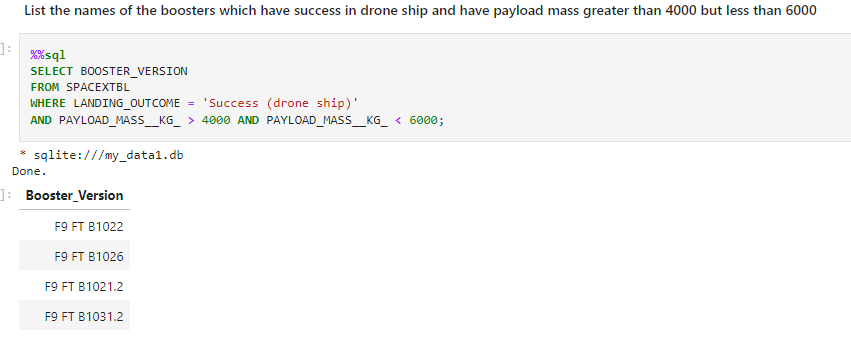 List the names of the boosters which have success in drone ship and have payload mass greater than 4000 but less than 6000
]:
%%sql
SELECT BOOSTER_VERSION
FROM SPACEXTBL
WHERE LANDING_OUTCOME = 'Success (drone ship)'
AND PAYLOAD_MASS__KG_ > 4000 AND PAYLOAD_MASS__KG_ < 6000;
* sqlite:///my_data1.db
Done.
]:
Booster_Version
F9 FT B1022
F9 FT B1026
F9 FT B1021.2
F9 FT B1031.2